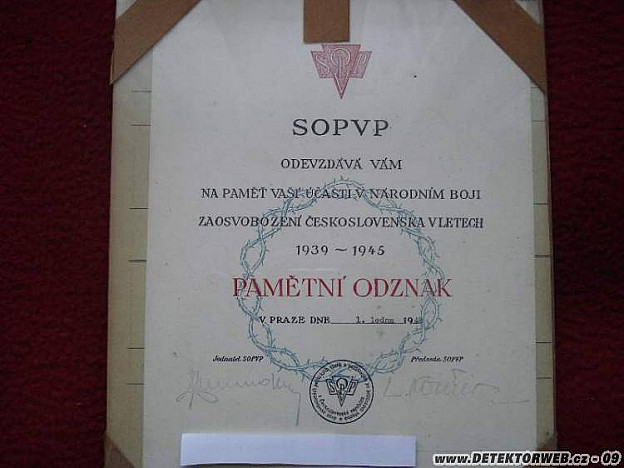 SOPVP
ODEVZDÁVÁ VÁM
NA PAMĚŤ VAŠÍ ÚČASTI V NÁRODNÍM BOJI
ZA OSVOBOZENÍ ČESKOSLOVENSKA V LETECH
1939 ~ 1945
PAMĚTNÍ ODZNAK
V PRAZE DNE 1. ledna
Jednatel SOPVP
Předseda SOPVP
www.DETEKTORWEB.cz - 09